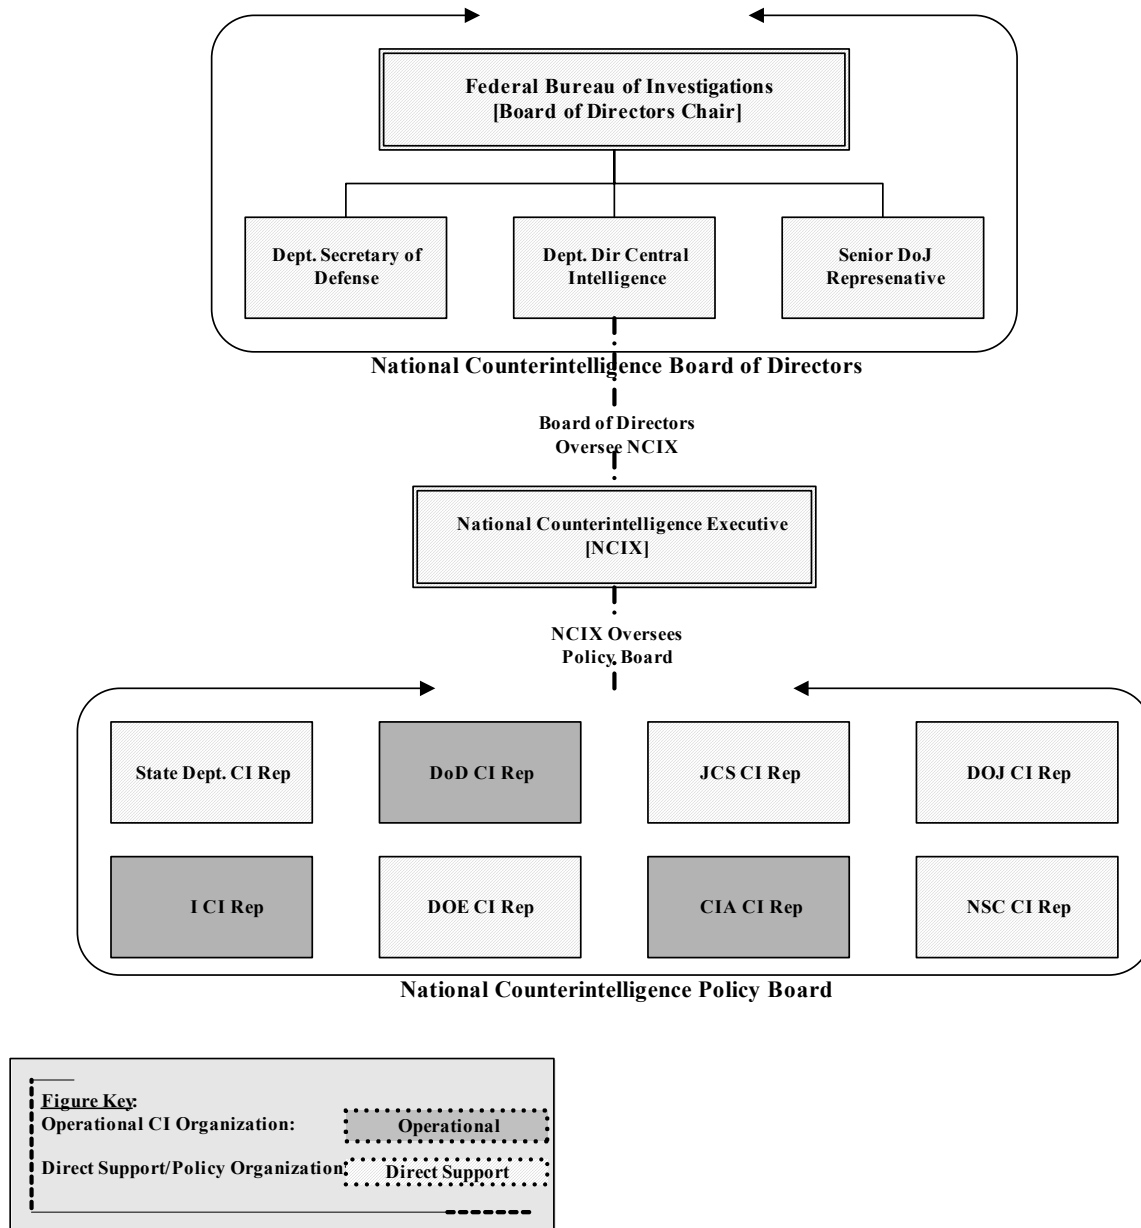 Federal Bureau of Investigations
[Board of Directors Chair]
Dept. Secretary of
Defense
Dept. Dir Central
Intelligence
Senior DoJ
Represenative
National Counterintelligence Board of Directors
Board of Directors
Oversee NCIX
National Counterintelligence Executive
[NCIX]
NCIX Oversees
Policy Board
State Dept. CI Rep
DoD CI Rep
JCS CI Rep
DOJ CI Rep
I CI Rep
DOE CI Rep
CIA CI Rep
NSC CI Rep
National Counterintelligence Policy Board
Figure Key:
Operational CI Organization:
Operational
Direct Support/Policy Organization:
Direct Support